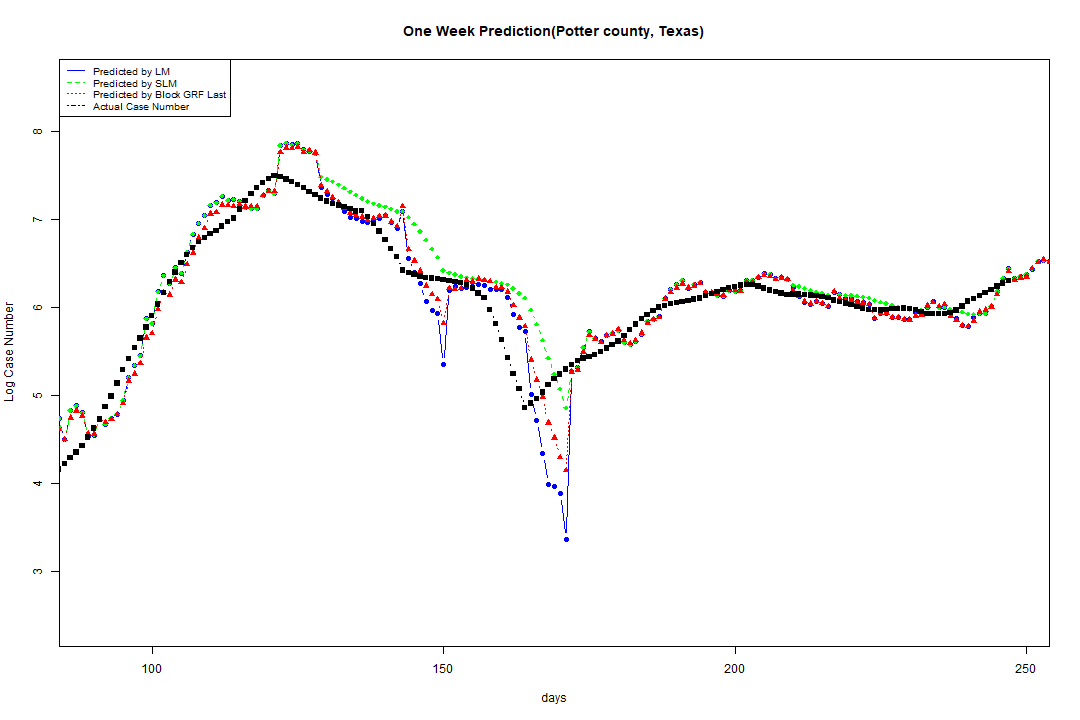 One Week Prediction(Potter county, Texas)
Predicted by LM
Predicted by SLM
Predicted by Block GRF Last
Actual Case Number
8
7
6
5
4
3
Log Case Number
100 150 200 250
days